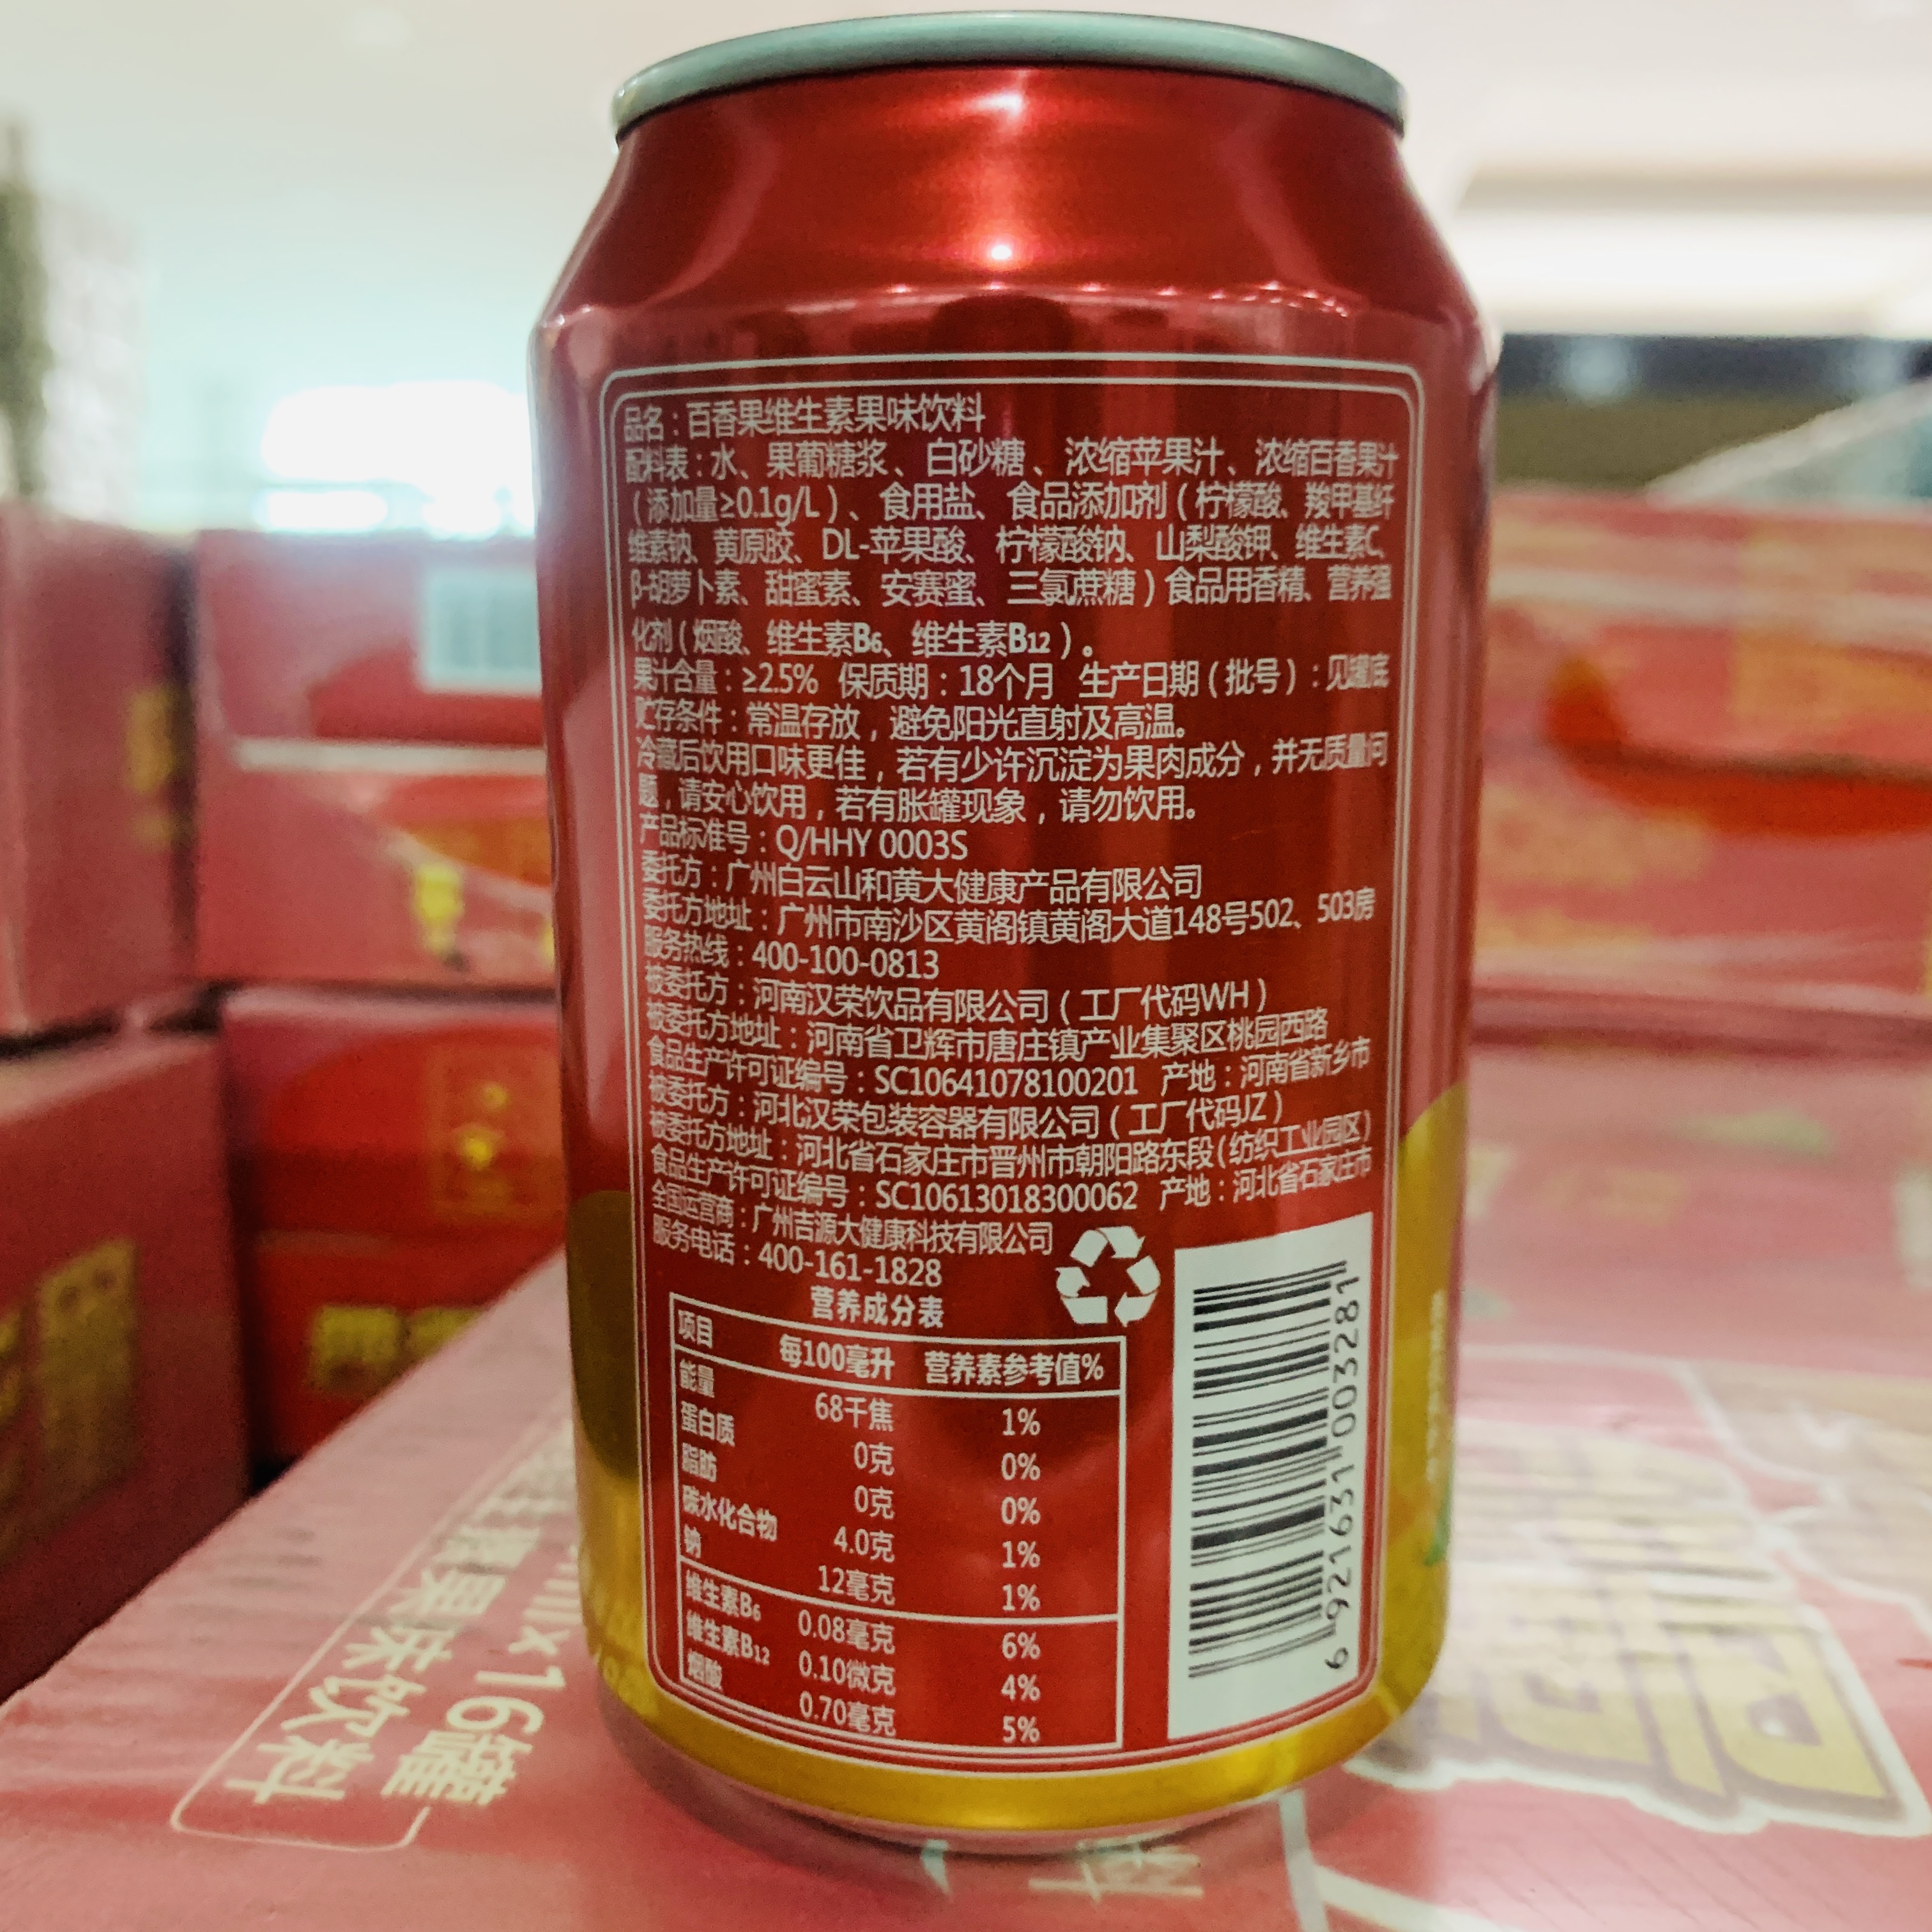 品名：百香果维生素果味饮料
配料表：水、果葡糖浆、白砂糖、浓缩苹果汁、浓缩百香果汁
（添加量≥0.1g/L）、食用盐、食品添加剂（柠檬酸、羧甲基纤
维素钠、黄原胶、DL-苹果酸、柠檬酸钠、山梨酸钾、维生素C、
β-胡萝卜素、甜蜜素、安赛蜜、三氯蔗糖）食品用香精、营养强
化剂（烟酸、维生素B6、维生素B12）。
果汁含量：≥2.5% 保质期：18个月 生产日期（批号）：见罐底
贮存条件：常温存放，避免阳光直射及高温。
冷藏后饮用口味更佳，若有少许沉淀为果肉成分，并无质量问
题，请安心饮用，若有胀罐现象，请勿饮用。
产品标准号：Q/HHY 0003S
委托方：广州白云山和黄大健康产品有限公司
委托方地址：广州市南沙区黄阁镇黄阁大道148号502、503房
服务热线：400-100-0813
被委托方：河南汉荣饮品有限公司（工厂代码WH）
被委托方地址：河南省卫辉市唐庄镇产业集聚区桃园西路
食品生产许可证编号：SC10641078100201 产地：河南省新乡市
被委托方：河北汉荣包装容器有限公司（工厂代码JZ）
被委托方地址：河北省石家庄市晋州市朝阳路东段（纺织工业园区）
食品生产许可证编号：SC10613018300062 产地：河北省石家庄市
全国运营商：广州吉源大健康科技有限公司
服务电话：400-161-1828
营养成分表
项目 每100毫升 营养素参考值%
能量 68千焦 1%
蛋白质 0克 0%
脂肪 0克 0%
碳水化合物 4.0克 1%
钠 12毫克 1%
维生素B6 0.08毫克 6%
维生素B12 0.10微克 4%
烟酸 0.70毫克 5%
6 921631 003281
x16罐
果味饮料